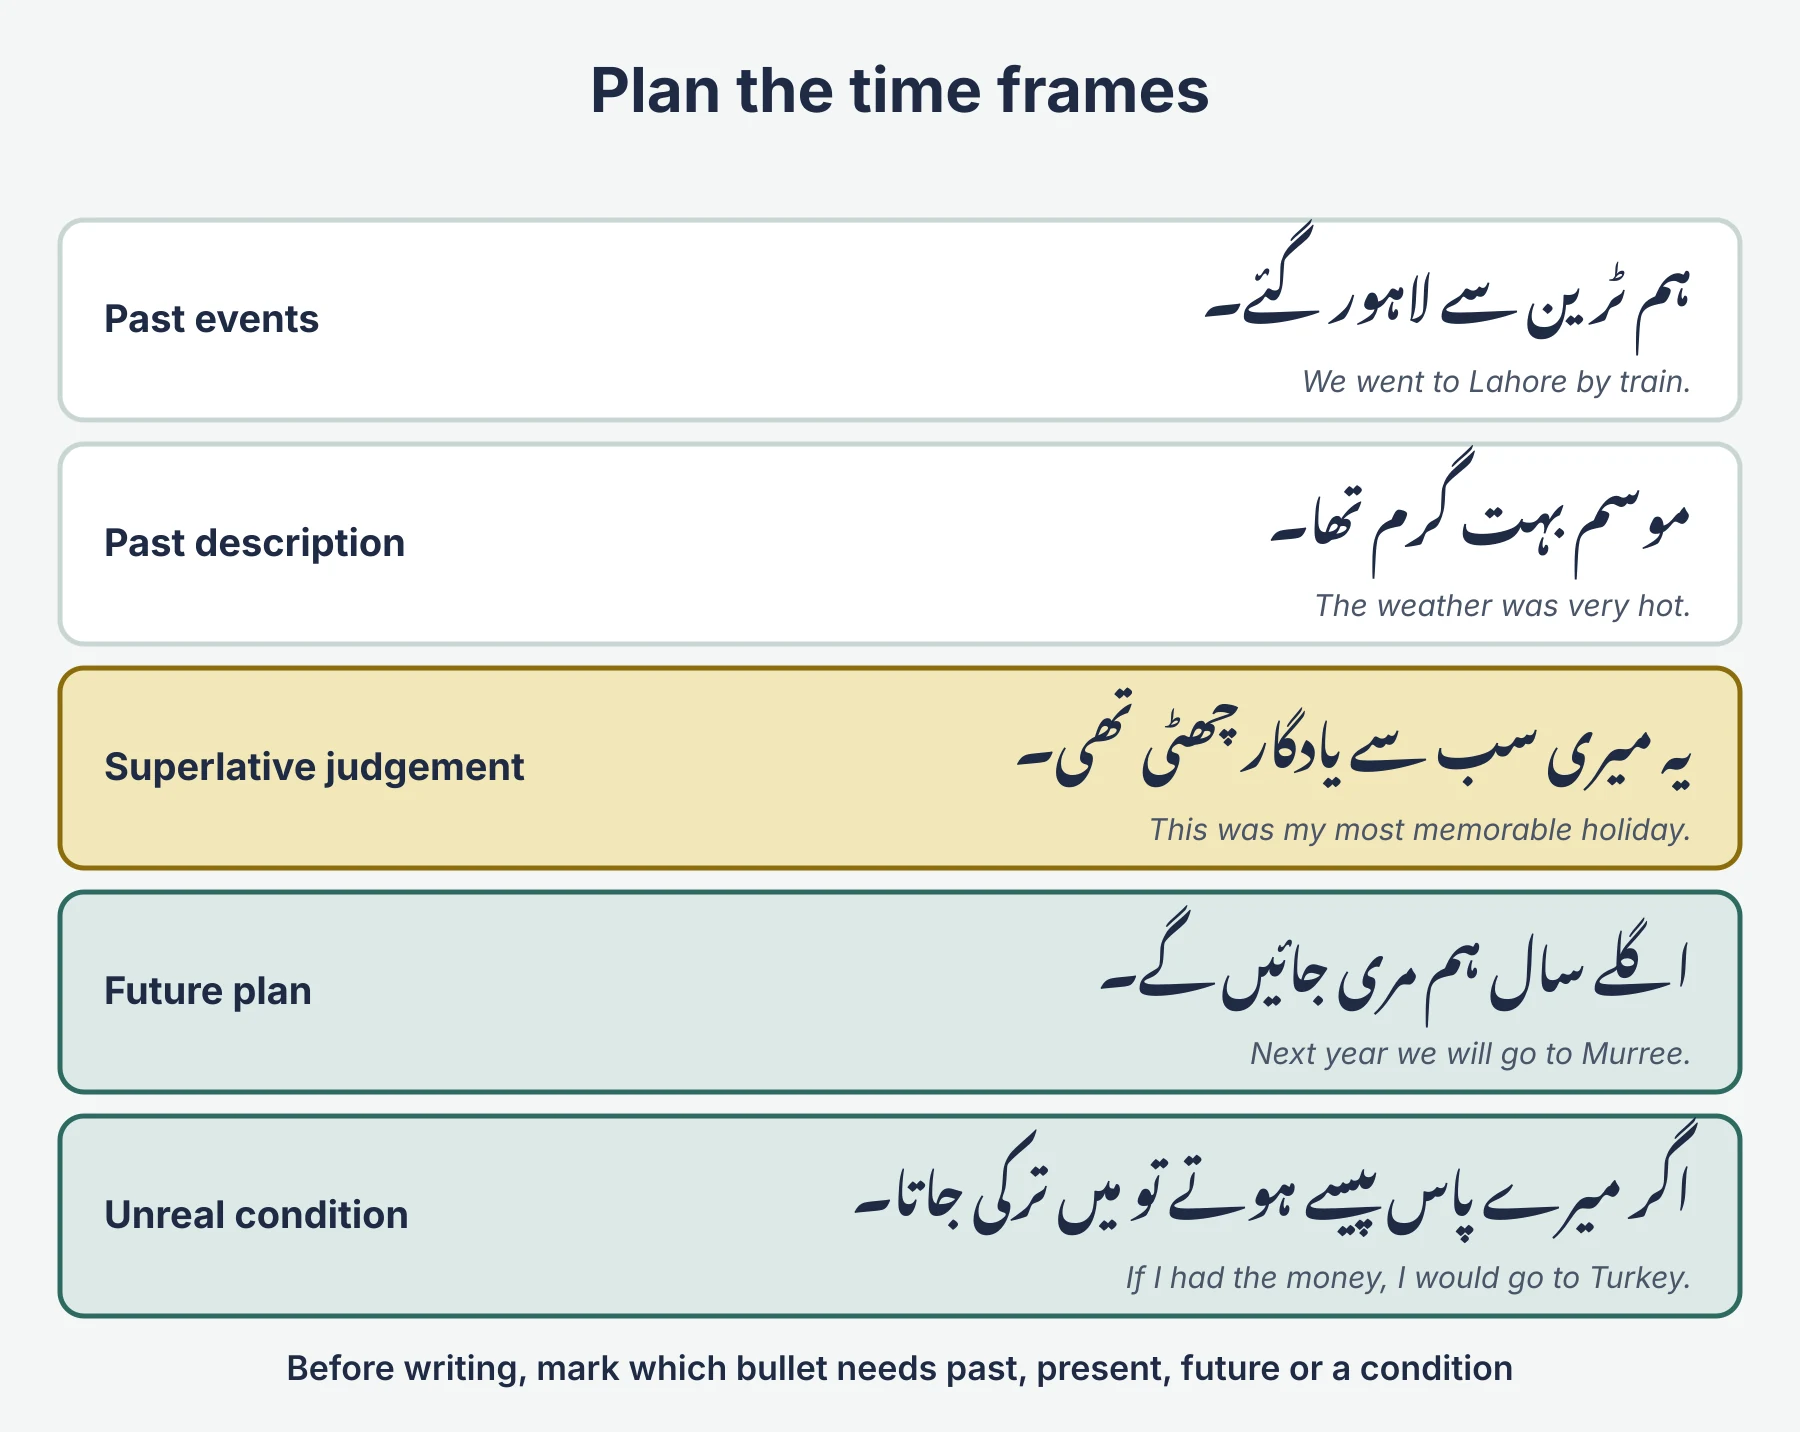 Plan the time frames
Past events
ہم ٹرین سے لاہور گئے۔
We went to Lahore by train.
Past description
موسم بہت گرم تھا۔
The weather was very hot.
Superlative judgement
یہ میری سب سے یادگار چھٹی تھی۔
This was my most memorable holiday.
Future plan
اگلے سال ہم مری جائیں گے۔
Next year we will go to Murree.
Unreal condition
اگر میرے پاس پیسے ہوتے تو میں ترکی جاتا۔
If I had the money, I would go to Turkey.
Before writing, mark which bullet needs past, present, future or a condition